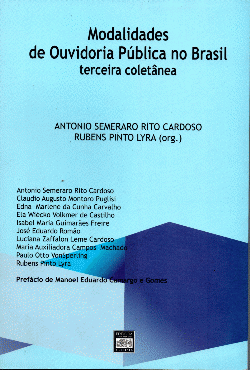 Modalidades
de Ouvidoria Pública no Brasil
terceira coletânea
ANTONIO SEMERARO RITO CARDOSO
RUBENS PINTO LYRA (org.)
Antonio Semeraro Rito Cardoso
Claudio Augusto Montoro Puglisi
Edna Marlene da Cunha Carvalho
Ela Wiecko Volkmer de Castilho
Isabel Maria Guimarães Freire
José Eduardo Romão
Luciana Zaffalon Leme Cardoso
Maria Auxiliadora Campos Machado
Paulo Otto VonSperling
Rubens Pinto Lyra
Prefácio de Manoel Eduardo Camargo e Gomes